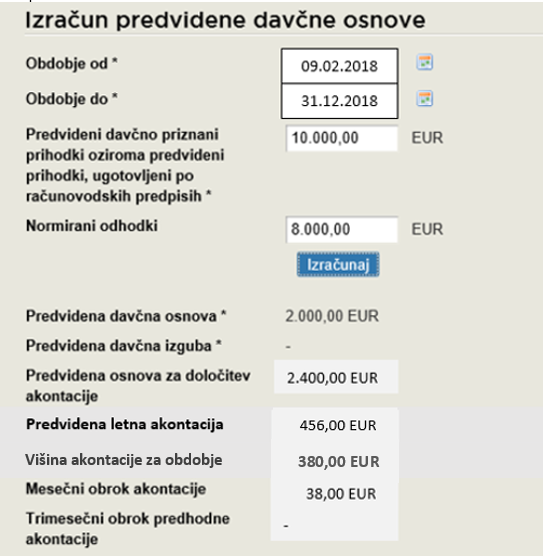 Izračun predvidene davčne osnove
Obdobje od * 09.02.2018
Obdobje do * 31.12.2018
Predvideni davčno priznani 10.000,00 EUR
prihodki oziroma predvideni
prihodki, ugotovljeni po
računovodskih predpisih *
Normirani odhodki 8.000,00 EUR
Izračunaj
Predvidena davčna osnova * 2.000,00 EUR
Predvidena davčna izguba * -
Predvidena osnova za določitev 2.400,00 EUR
akontacije
Predvidena letna akontacija 456,00 EUR
Višina akontacije za obdobje 380,00 EUR
Mesečni obrok akontacije 38,00 EUR
Trimesečni obrok predhodne -
akontacije